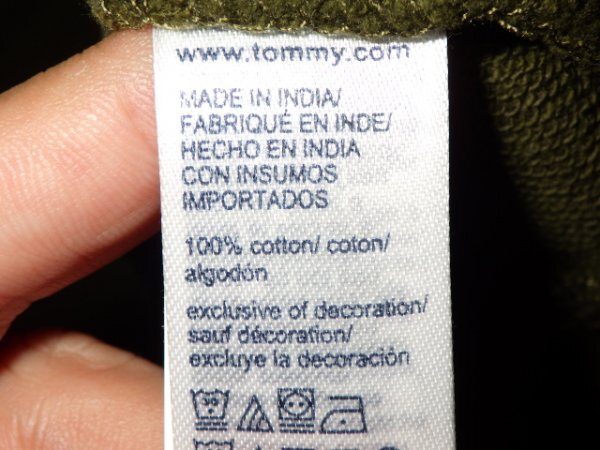 www.tommy.com
MADE IN INDIA/
FABRIQUÉ EN INDE/
HECHO EN INDIA
CON INSUMOS
IMPORTADOS
100% cotton/ coton/
algodón
exclusive of decoration/
sauf décoration/
excluye la decoración
30